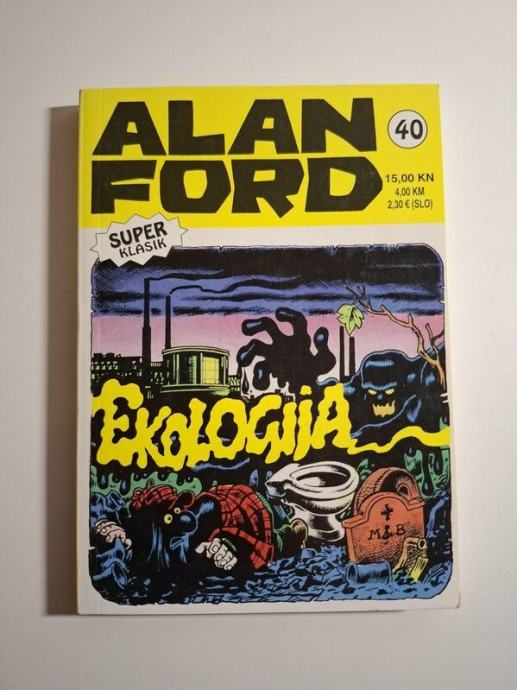 ALAN
FORD
40
15,00 KN
4,00 KM
2,30 € (SLO)
SUPER
KLASIK
EKOLOGIJA
M&B